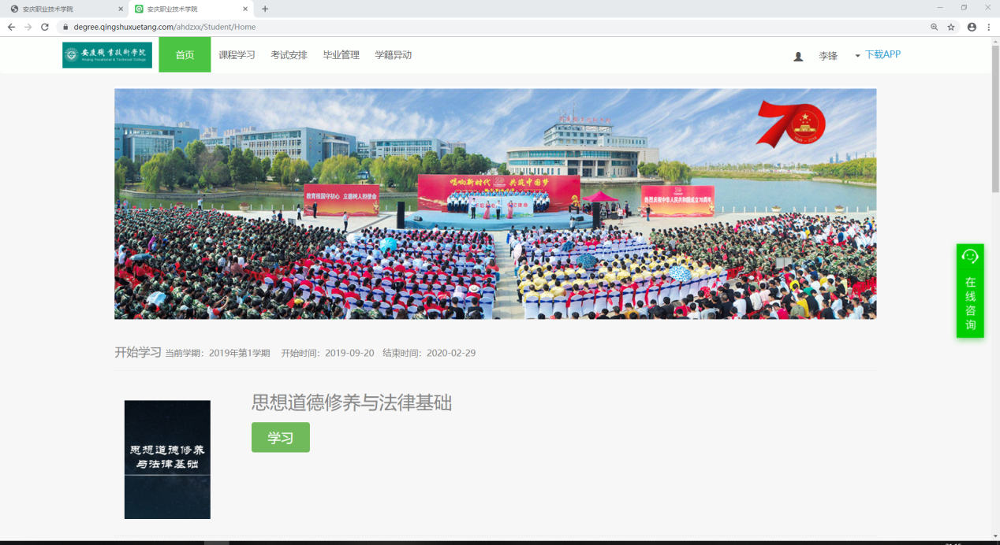 安庆职业技术学院
安庆职业技术学院
degree.qingshuxuetang.com/ahdzxx/Student/Home
安庆职业技术学院
Anqing Vocational & Technical College
首页 课程学习 考试安排 毕业管理 学籍异动 李锋 下载APP
70
1949 - 2019
唱响新时代 共筑中国梦
教育报国守初心 立德树人担使命
热烈庆祝中华人民共和国成立70周年
在线咨询
开始学习 当前学期：2019年第1学期 开始时间：2019-09-20 结束时间：2020-02-29
思想道德修养与法律基础
学习
思想道德修养
与法律基础